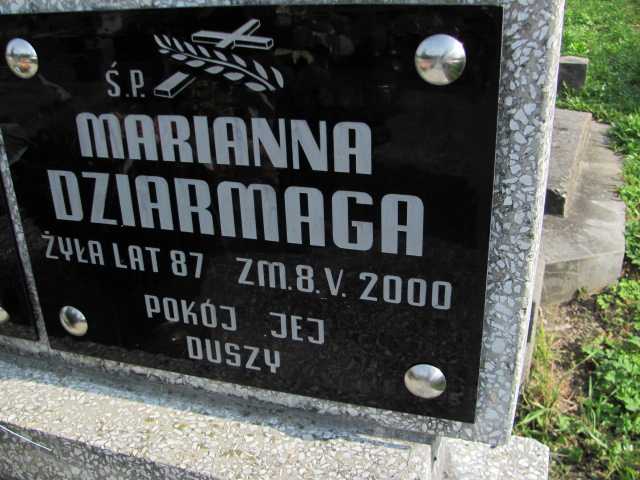 Ś.P.
MARIANNA
DZIARMAGA
ŻYŁA LAT 87 ZM.8.V.2000
POKÓJ JEJ
DUSZY